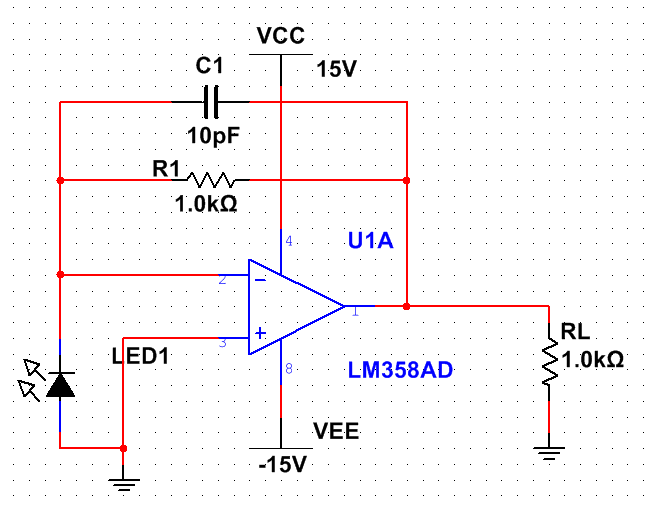 VCC
15V
C1
10pF
R1
1.0kΩ
4
U1A
2
3
1
8
LM358AD
LED1
RL
1.0kΩ
VEE
-15V